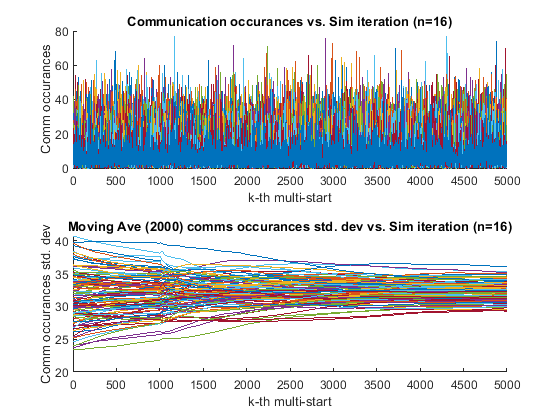 Communication occurances vs. Sim iteration (n=16)
80
60
40
20
0
Comm occurances
0 500 1000 1500 2000 2500 3000 3500 4000 4500 5000
k-th multi-start
Moving Ave (2000) comms occurances std. dev vs. Sim iteration (n=16)
40
35
30
25
20
Comm occurances std. dev
0 500 1000 1500 2000 2500 3000 3500 4000 4500 5000
k-th multi-start